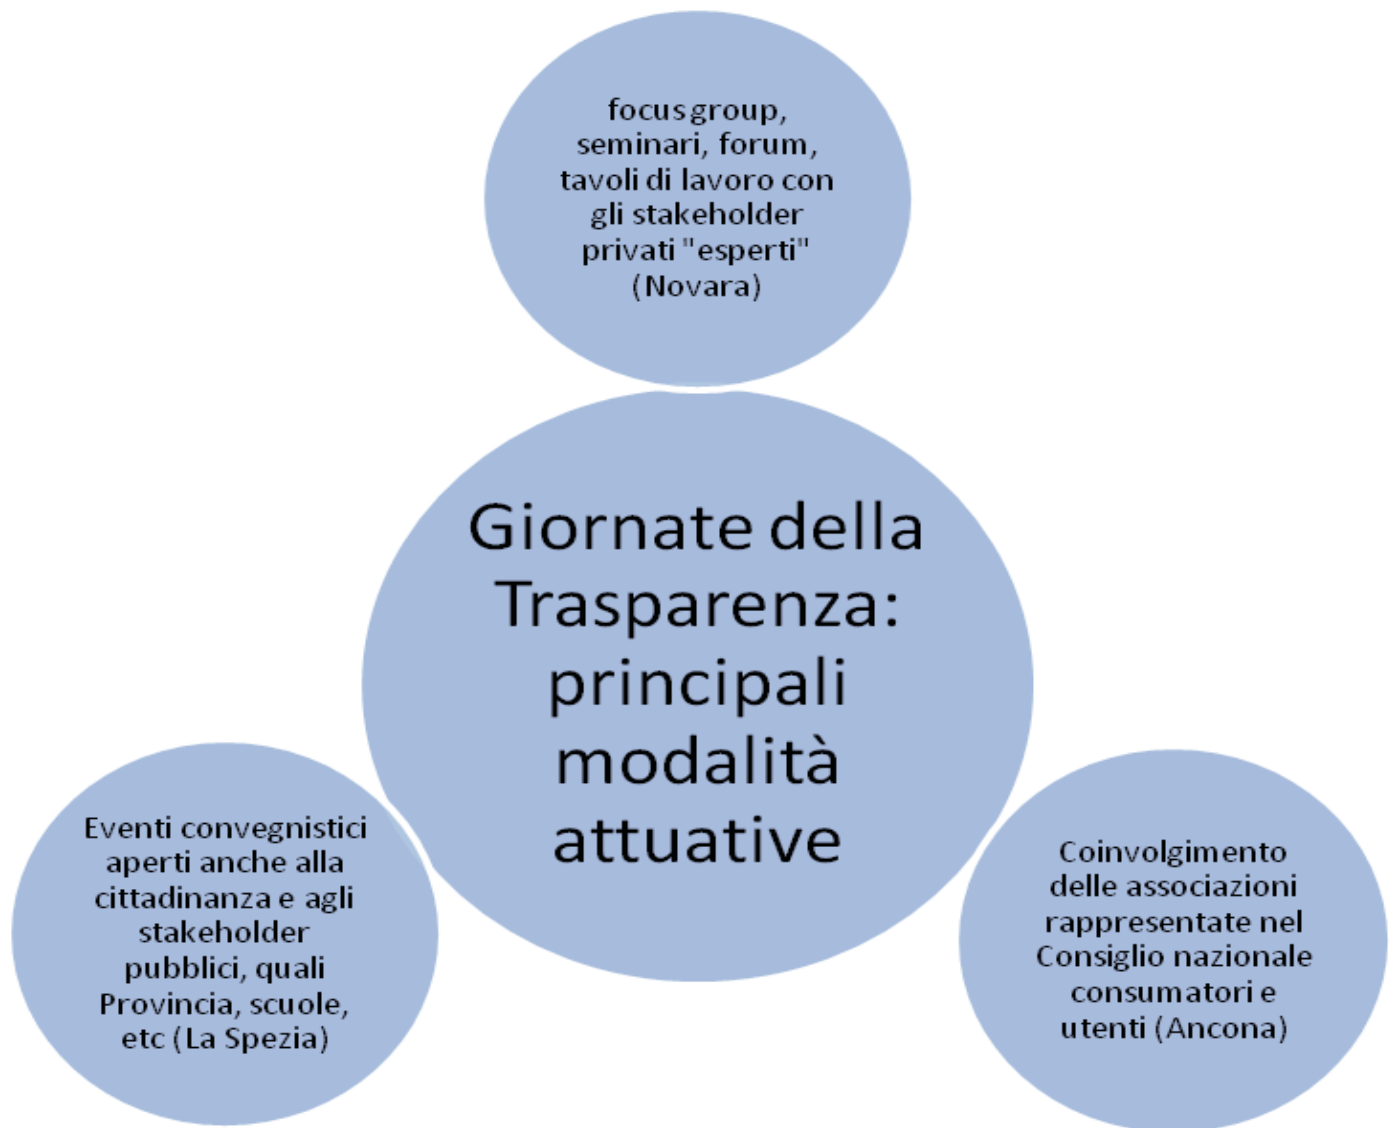 focus group,
seminari, forum,
tavoli di lavoro con
gli stakeholder
privati "esperti"
(Novara)
Giornate della
Trasparenza:
principali
modalità
attuative
Eventi convegnistici
aperti anche alla
cittadinanza e agli
stakeholder
pubblici, quali
Provincia, scuole,
etc (La Spezia)
Coinvolgimento
delle associazioni
rappresentate nel
Consiglio nazionale
consumatori e
utenti (Ancona)